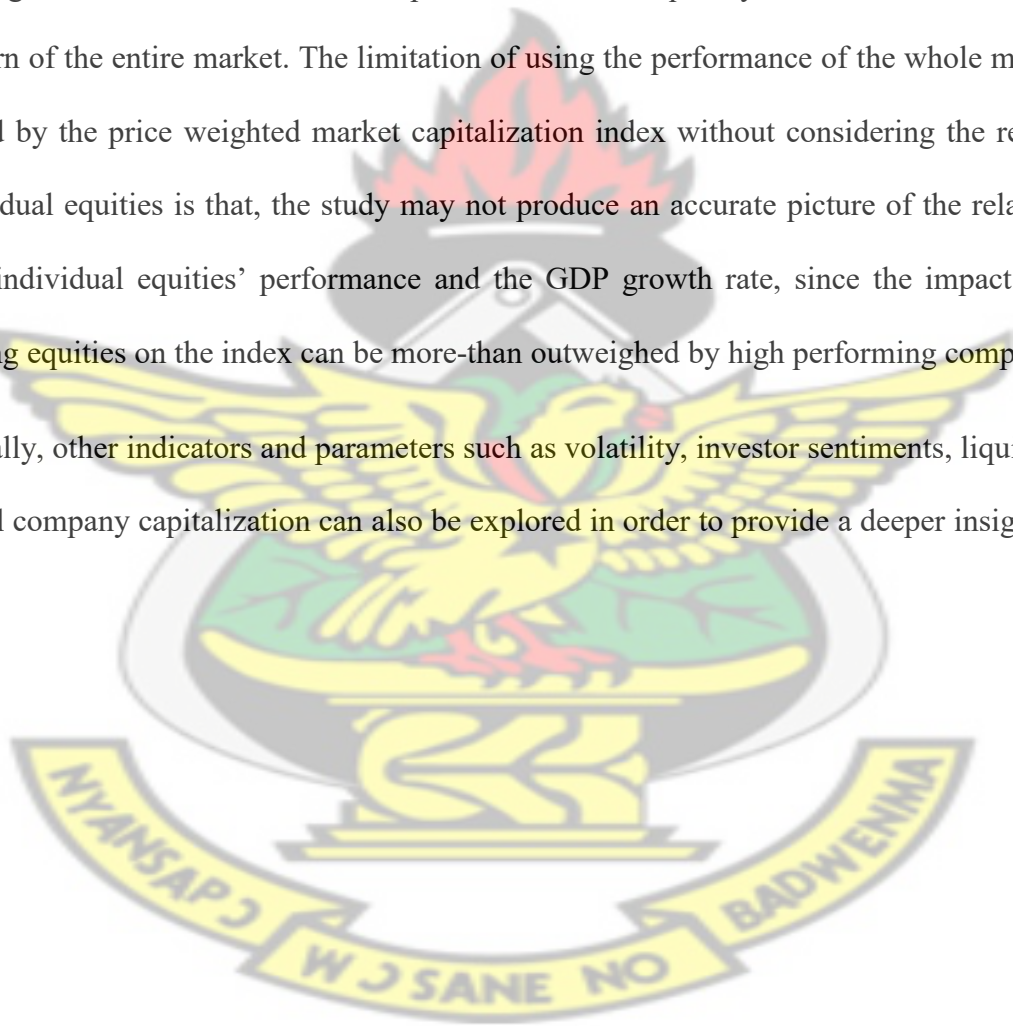 rn of the entire market. The limitation of using the performance of the whole m
d by the price weighted market capitalization index without considering the re
dual equities is that, the study may not produce an accurate picture of the rela
individual equities’ performance and the GDP growth rate, since the impact
ng equities on the index can be more-than outweighed by high performing comp
ally, other indicators and parameters such as volatility, investor sentiments, liqu
l company capitalization can also be explored in order to provide a deeper insig
NYANSAPƆ
WƆSANE NO
BADWENMA